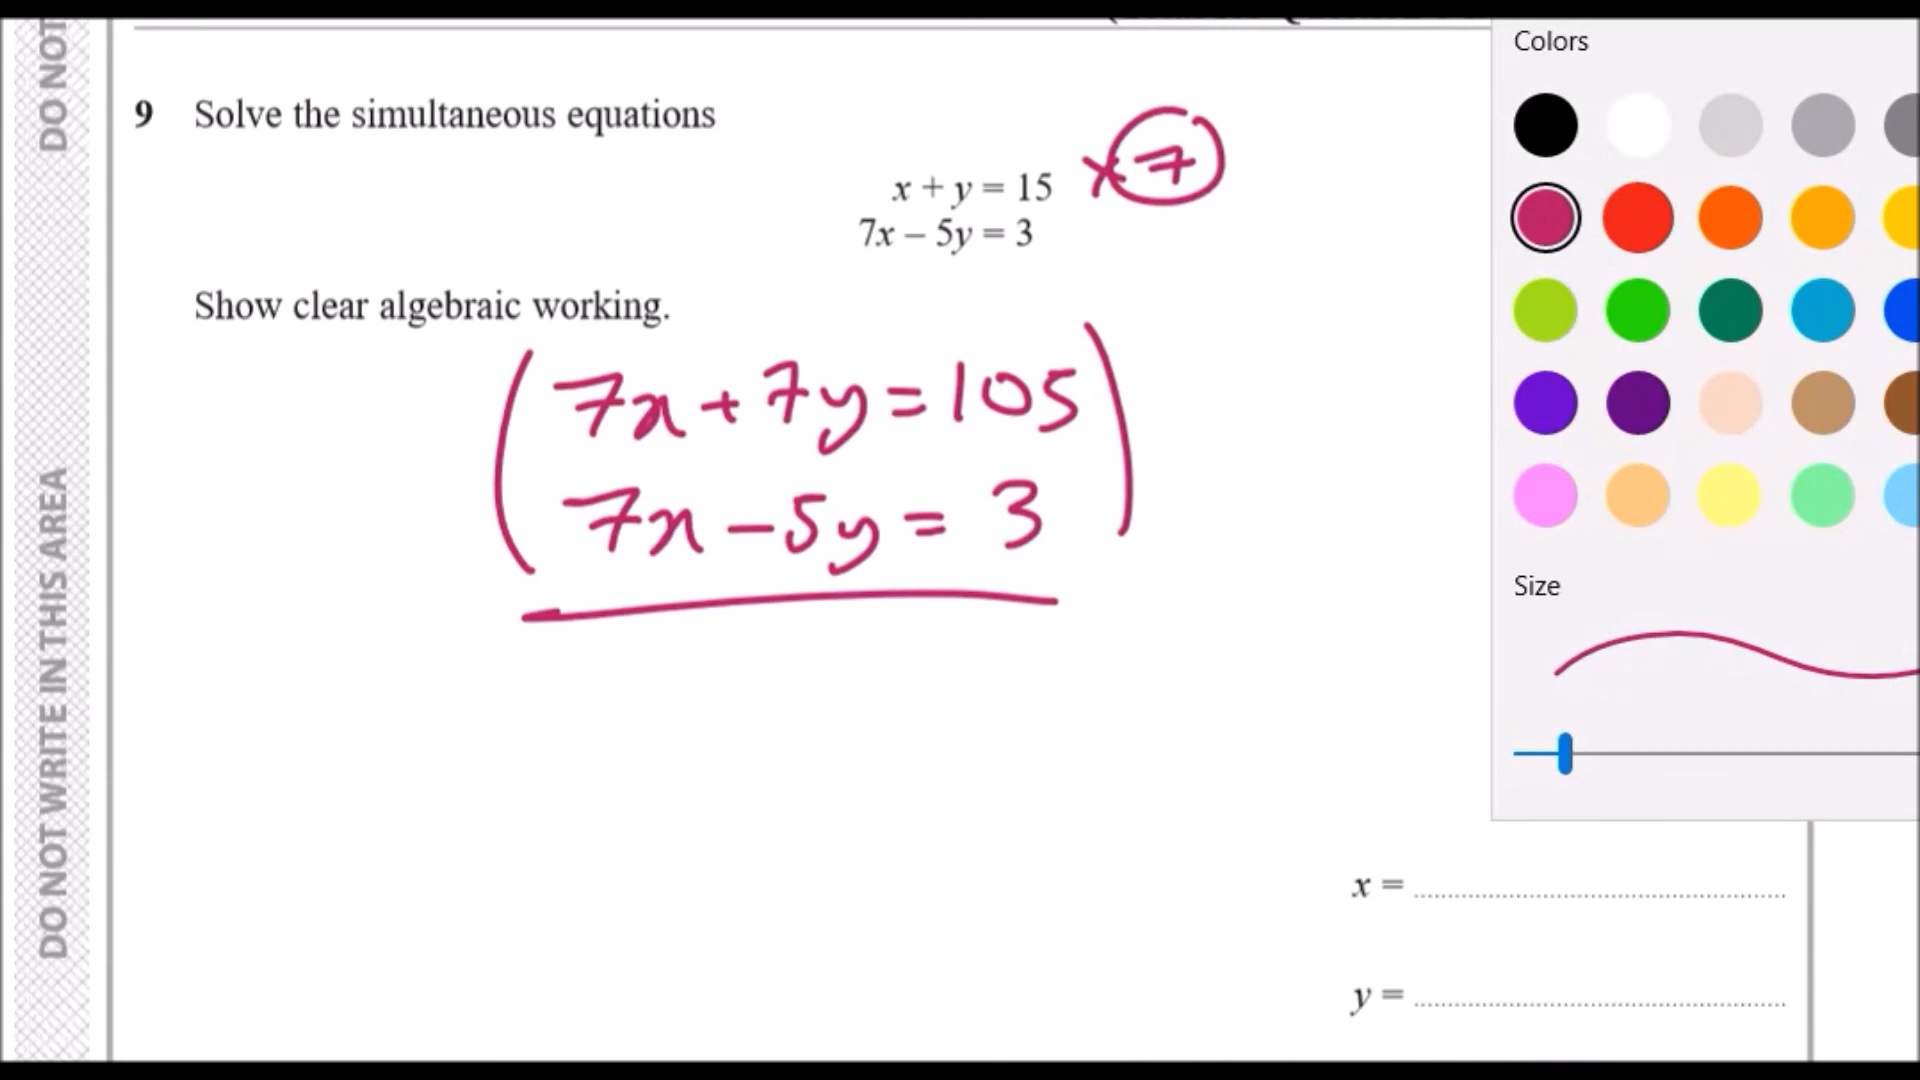 DO NOT
DO NOT WRITE IN THIS AREA
9 Solve the simultaneous equations
x + y = 15 ×7
7x – 5y = 3
Show clear algebraic working.
7x + 7y = 105
7x - 5y = 3
x =
y =
Colors
Size